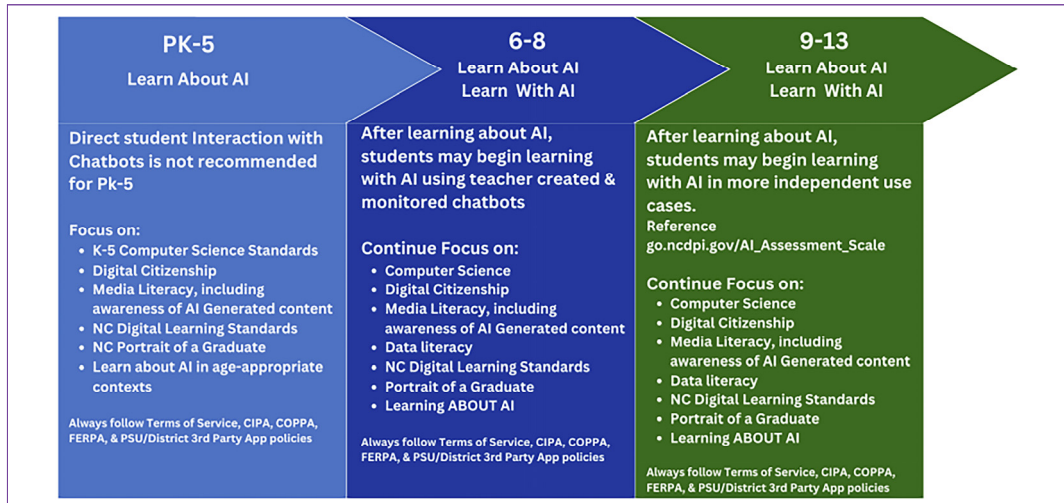 PK-5
Learn About AI
Direct student Interaction with
Chatbots is not recommended
for Pk-5
Focus on:
• K-5 Computer Science Standards
• Digital Citizenship
• Media Literacy, including
awareness of AI Generated content
• NC Digital Learning Standards
• NC Portrait of a Graduate
• Learn about AI in age-appropriate
contexts
Always follow Terms of Service, CIPA, COPPA,
FERPA, & PSU/District 3rd Party App policies
6-8
Learn About AI
Learn With AI
After learning about AI,
students may begin learning
with AI using teacher created &
monitored chatbots
Continue Focus on:
• Computer Science
• Digital Citizenship
• Media Literacy, including
awareness of AI Generated content
• Data literacy
• NC Digital Learning Standards
• Portrait of a Graduate
• Learning ABOUT AI
Always follow Terms of Service, CIPA, COPPA,
FERPA, & PSU/District 3rd Party App policies
9-13
Learn About AI
Learn With AI
After learning about AI,
students may begin learning
with AI in more independent use
cases.
Reference
go.ncdpi.gov/AI_Assessment_Scale
Continue Focus on:
• Computer Science
• Digital Citizenship
• Media Literacy, including
awareness of AI Generated content
• Data literacy
• NC Digital Learning Standards
• Portrait of a Graduate
• Learning ABOUT AI
Always follow Terms of Service, CIPA, COPPA,
FERPA, & PSU/District 3rd Party App policies